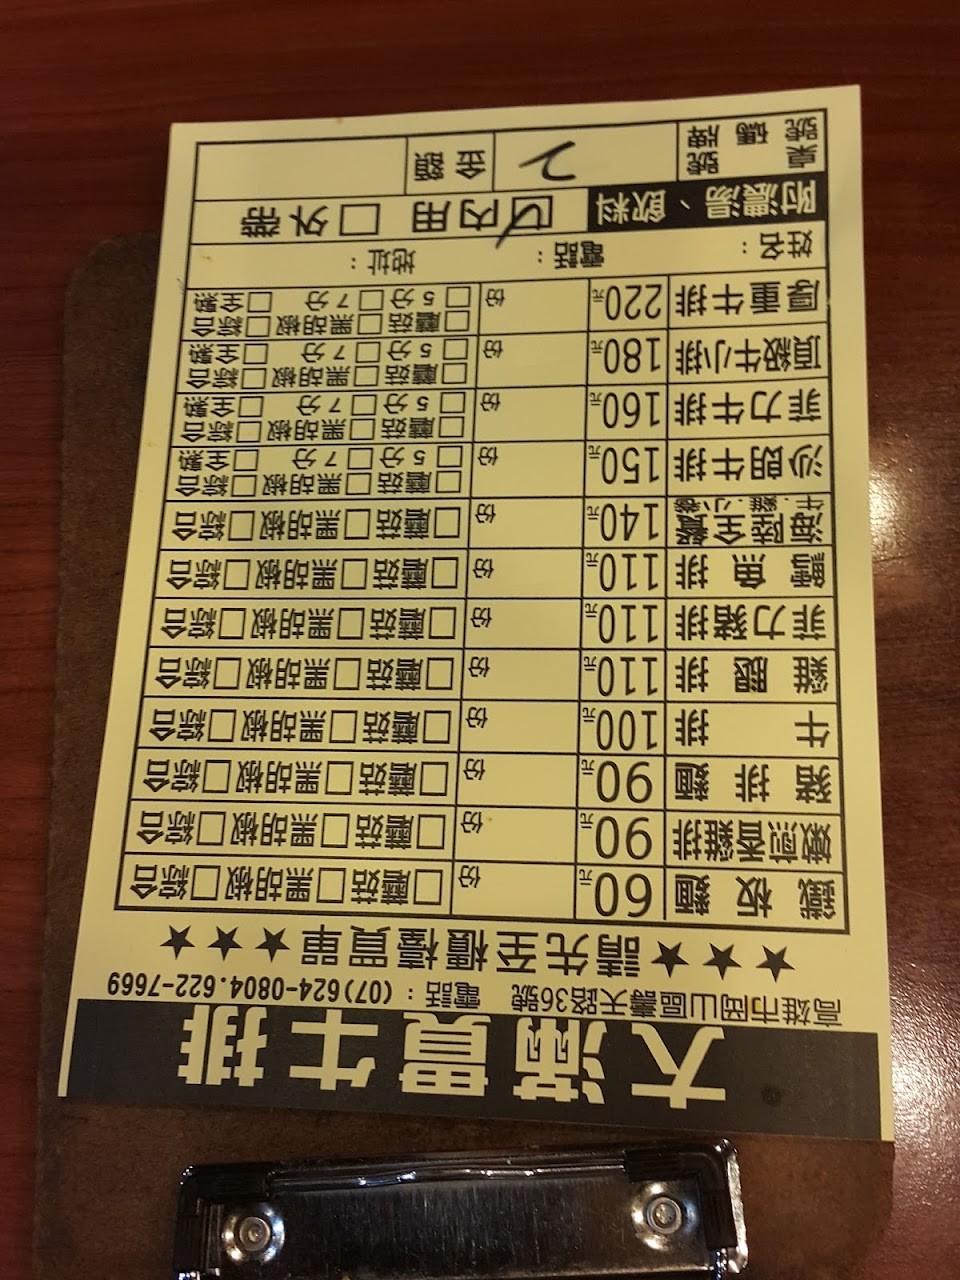 大滿貫牛排
高雄市岡山區壽天路36號 電話：(07)624-0804.622-7669
★★★請先至櫃檯買單★★★
鐵板麵 60元 份 □蘑菇□黑胡椒□綜合
嫩煎香雞排 90元 份 □蘑菇□黑胡椒□綜合
豬排麵 90元 份 □蘑菇□黑胡椒□綜合
牛排 100元 份 □蘑菇□黑胡椒□綜合
雞腿排 110元 份 □蘑菇□黑胡椒□綜合
菲力豬排 110元 份 □蘑菇□黑胡椒□綜合
鱈魚排 110元 份 □蘑菇□黑胡椒□綜合
海陸全餐 牛.雞.小卷 140元 份 □蘑菇□黑胡椒□綜合
沙朗牛排 150元 份 □蘑菇□黑胡椒□綜合
□5分□7分□全熟
菲力牛排 160元 份 □蘑菇□黑胡椒□綜合
□5分□7分□全熟
頂級牛小排 180元 份 □蘑菇□黑胡椒□綜合
□5分□7分□全熟
厚重牛排 220元 份 □蘑菇□黑胡椒□綜合
□5分□7分□全熟
姓名： 電話： 地址：
附濃湯、飲料 ☑內用 □外帶
桌號號碼牌 2 金額